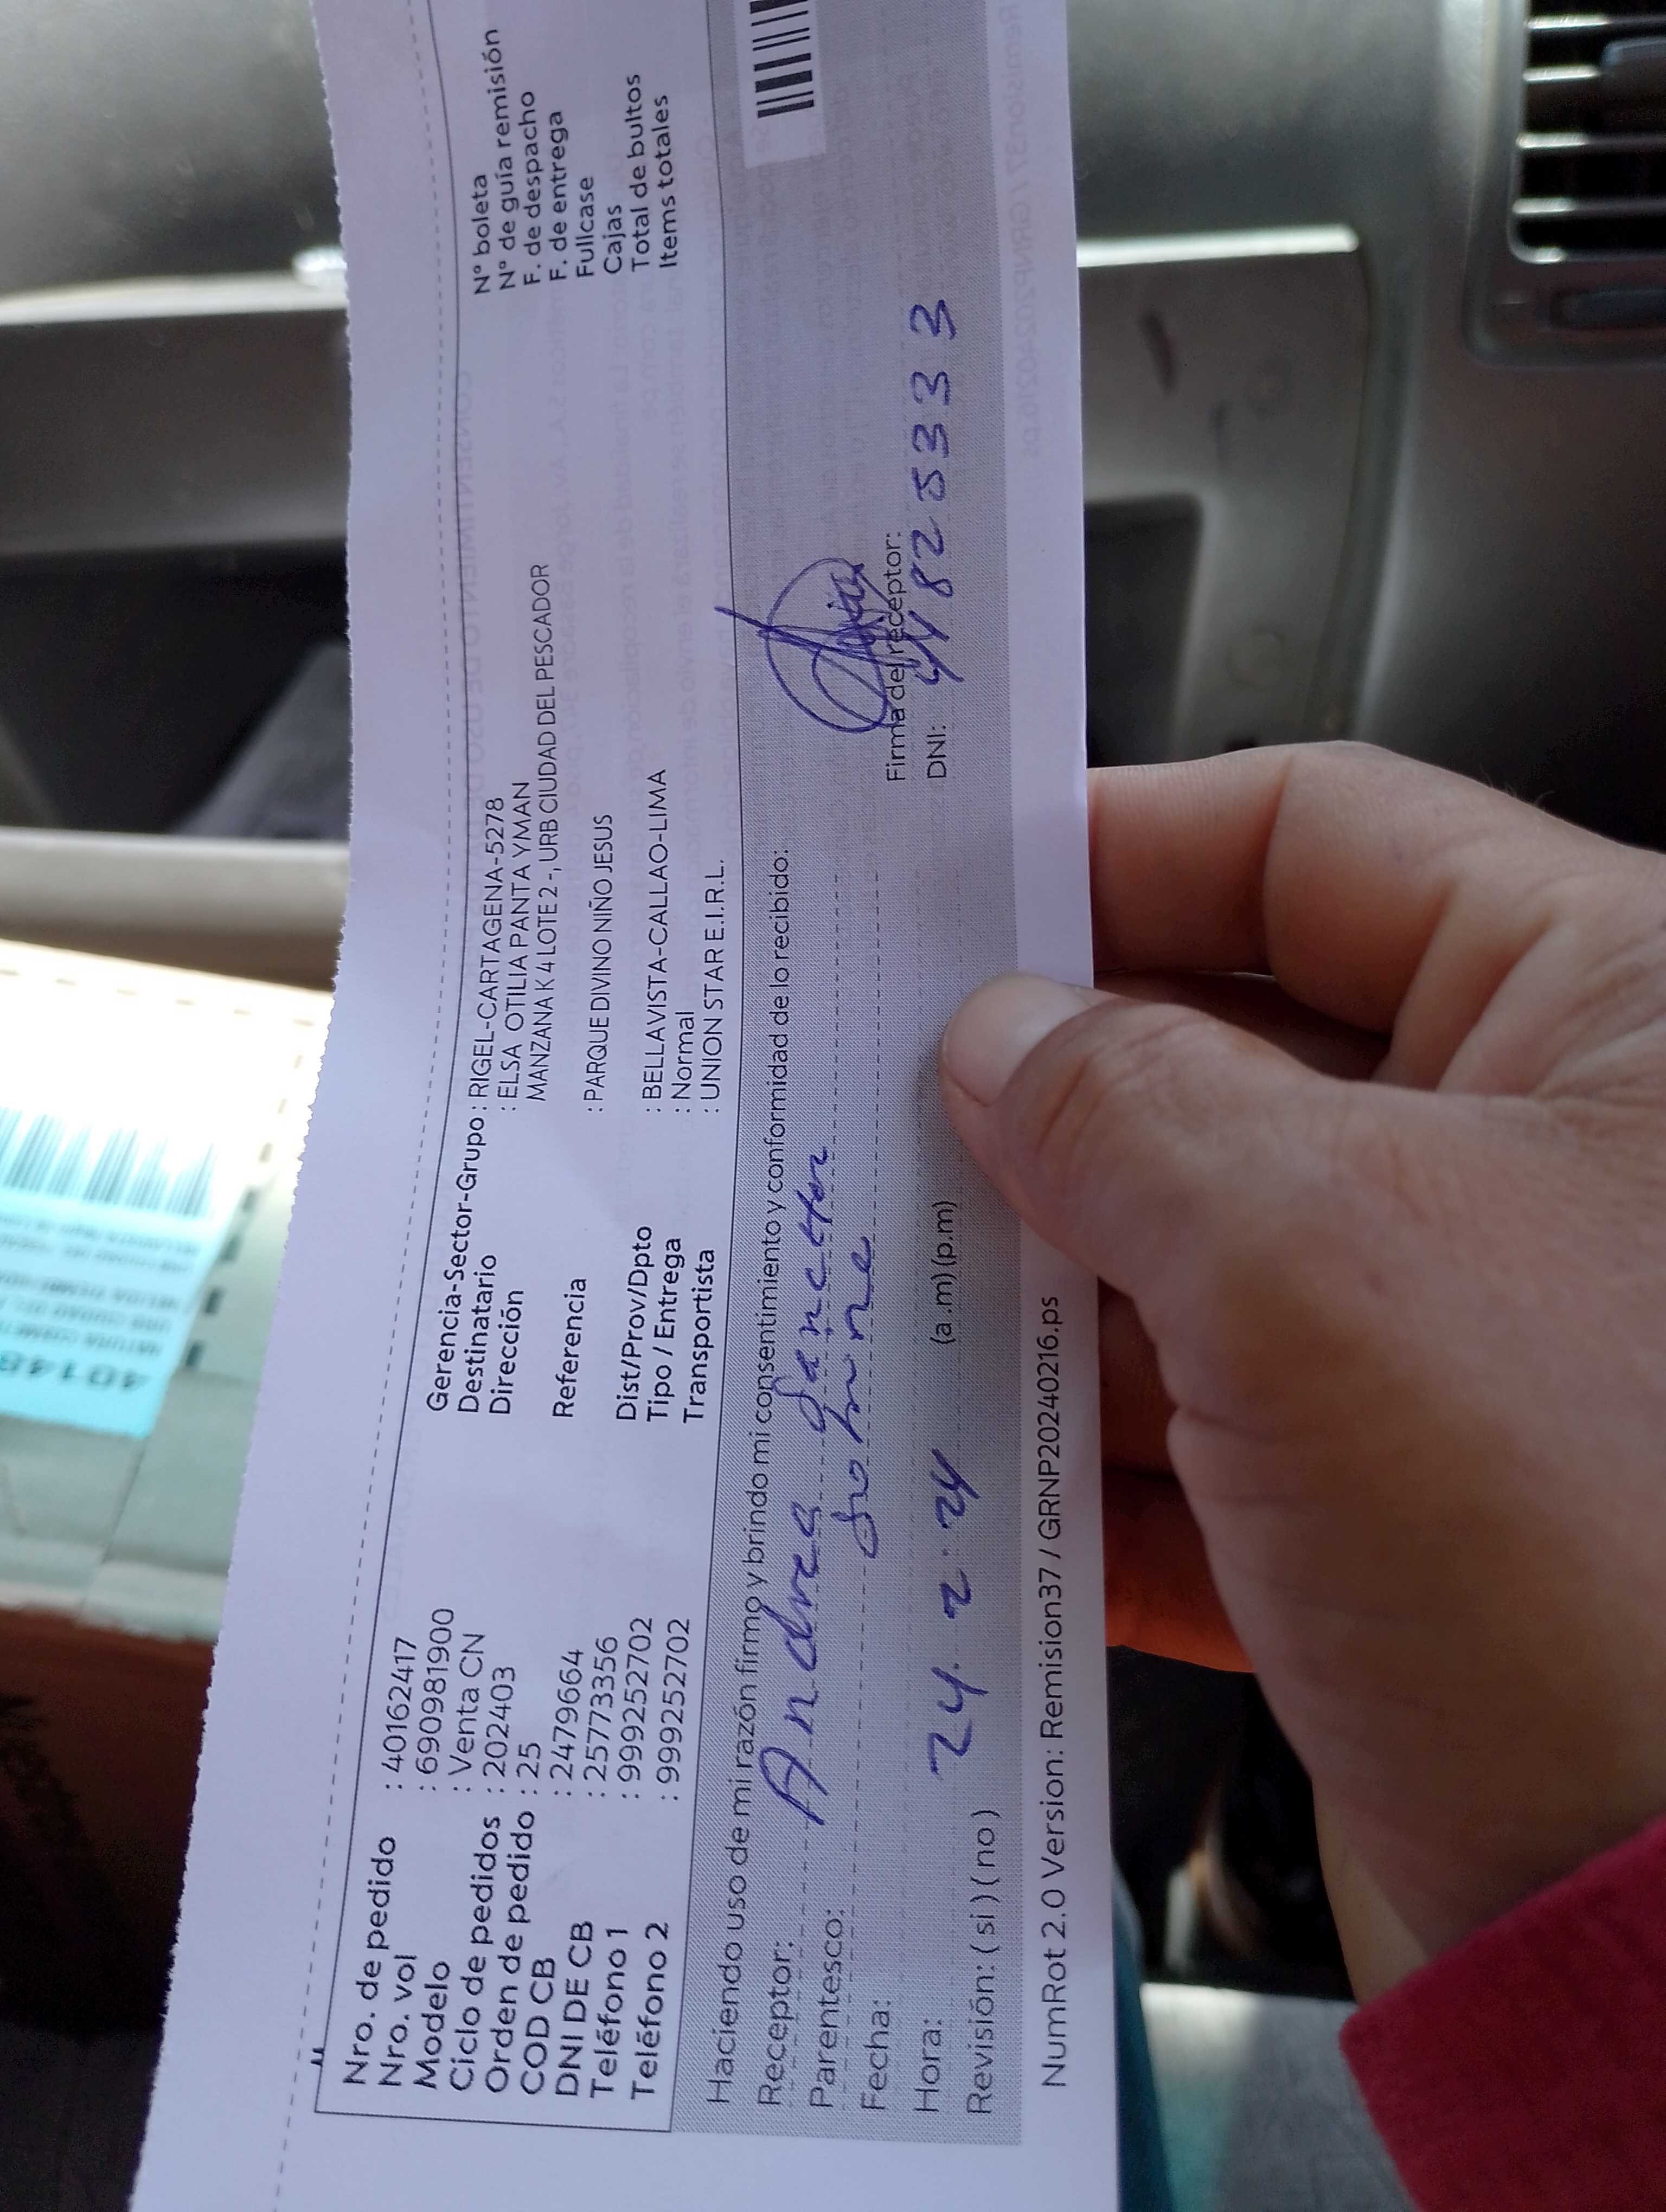 Nro. de pedido : 40162417
Nro. vol : 6909981900
Modelo : Venta CN
Ciclo de pedidos : 202403
Orden de pedido : 25
COD CB : 2479664
DNI DE CB : 25773356
Teléfono 1 : 999252702
Teléfono 2 : 999252702
Gerencia-Sector-Grupo : RIGEL-CARTAGENA-5278
Destinatario : ELSA OTILIA PANTA YMAN
Dirección MANZANA K 4 LOTE 2 -, URB CIUDAD DEL PESCADOR
Referencia : PARQUE DIVINO NIÑO JESUS
Dist/Prov/Dpto : BELLAVISTA-CALLAO-LIMA
Tipo / Entrega : Normal
Transportista : UNION STAR E.I.R.L.
N° boleta
N° de guía remisión
F. de despacho
F. de entrega
Fullcase
Cajas
Total de bultos
Items totales
Haciendo uso de mi razón firmo y brindo mi consentimiento y conformidad de lo recibido:
Receptor: Andrea
Parentesco:
Fecha:
Hora: 24. 2. 24 (a.m) (p.m)
Revisión: ( si ) ( no )
Firma del receptor:
DNI: 44825333
NumRot 2.0 Version: Remision37 / GRNP20240216.ps